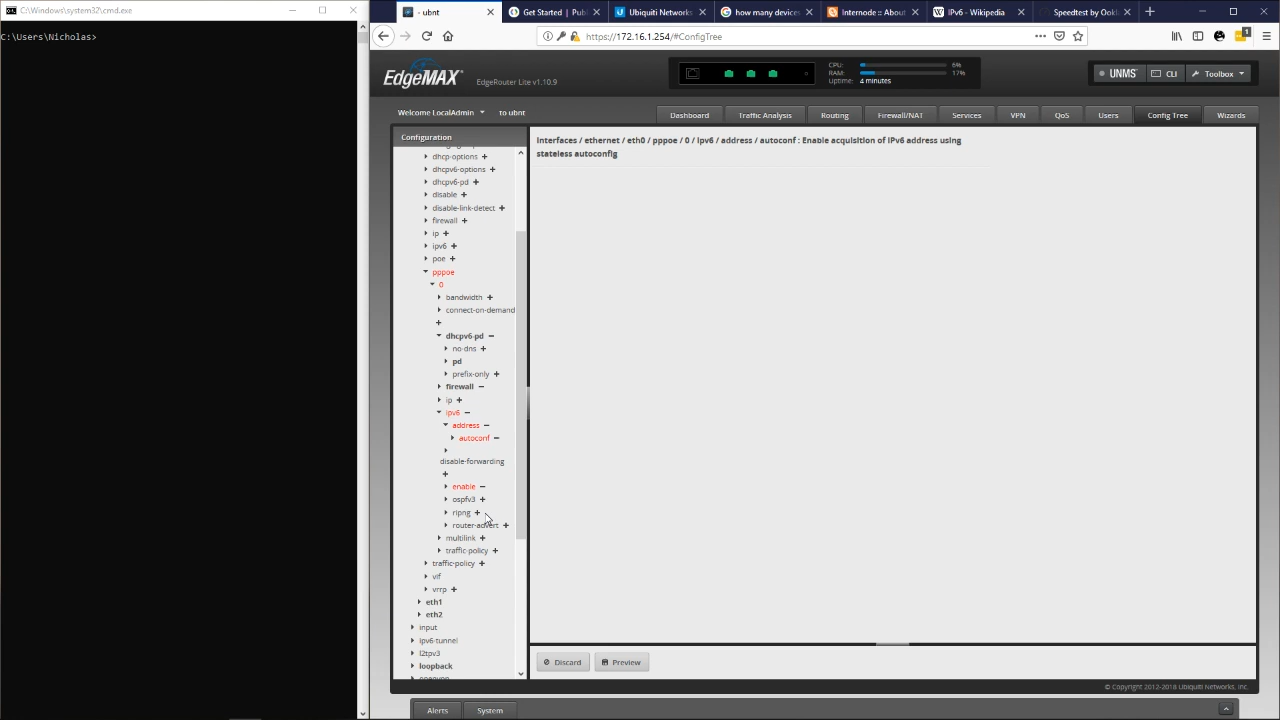 C:\Windows\system32\cmd.exe
C:\Users\Nicholas>
- ubnt
Get Started | Publ
Ubiquiti Networks
how many devices
internode :: Abou
IPv6 - Wikipedia
Speedtest by Ookl
https://172.16.1.254/#ConfigTree
1
EdgeMAX
EdgeRouter Lite v1.10.9
CPU: 6%
RAM: 17%
Uptime: 4 minutes
UNMS
CLI
Toolbox
Welcome LocalAdmin to ubnt
Dashboard
Traffic Analysis
Routing
Firewall/NAT
Services
VPN
QoS
Users
Config Tree
Wizards
Configuration
dhcp-options +
dhcpv6-options +
dhcpv6-pd +
disable +
disable-link-detect +
firewall +
ip +
ipv6 +
poe +
pppoe
0
bandwidth +
connect-on-demand
+
dhcpv6-pd −
no-dns +
pd
prefix-only +
firewall −
ip +
ipv6 −
address −
autoconf −
disable-forwarding
+
enable −
ospfv3 +
ripng +
router-advert +
multilink +
traffic-policy +
traffic-policy +
vif
vrrp +
eth1
eth2
input
ipv6-tunnel
l2tpv3
loopback
openvpn
Interfaces / ethernet / eth0 / pppoe / 0 / ipv6 / address / autoconf : Enable acquisition of IPv6 address using
stateless autoconfig
Discard
Preview
© Copyright 2012-2018 Ubiquiti Networks, Inc.
Alerts
System